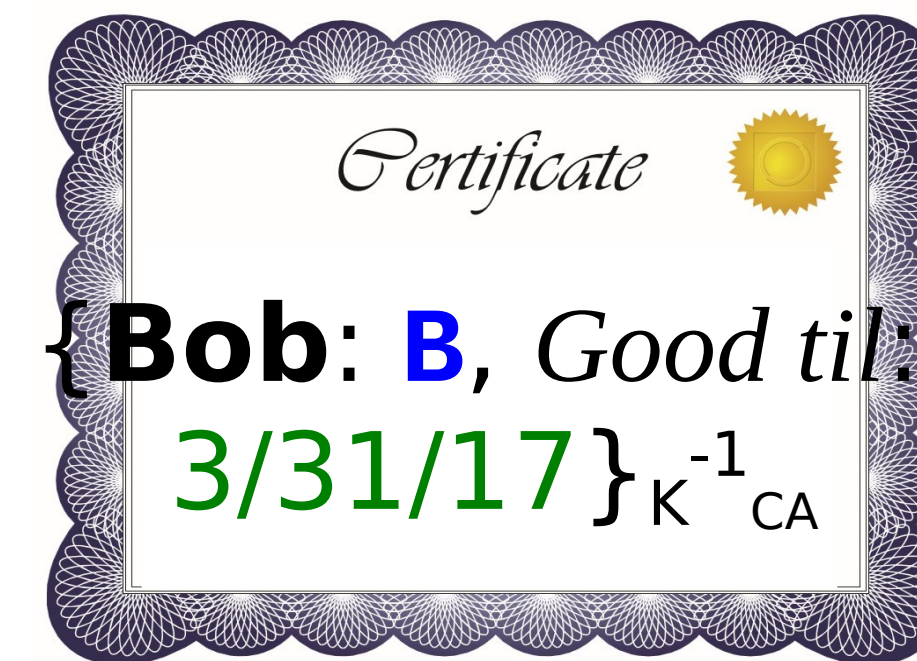 Certificate
{Bob: B, Good til:
3/31/17}K⁻¹CA